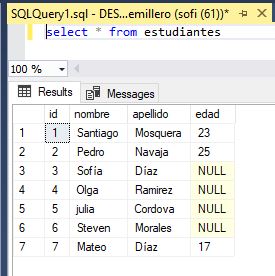 SQLQuery1.sql - DES...emillero (sofi (61))*
select * from estudiantes
100 %
Results Messages
id nombre apellido edad
1 1 Santiago Mosquera 23
2 2 Pedro Navaja 25
3 3 Sofía Díaz NULL
4 4 Olga Ramirez NULL
5 5 julia Cordova NULL
6 6 Steven Morales NULL
7 7 Mateo Díaz 17